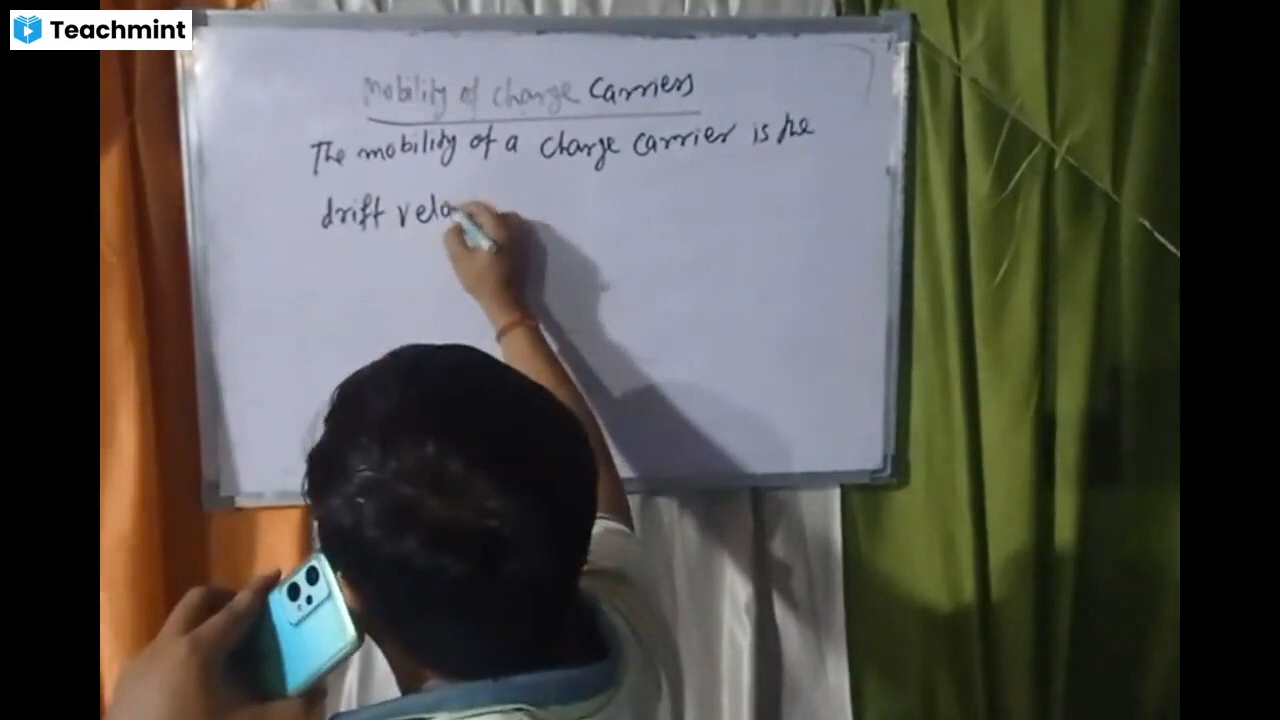 Teachmint
Mobility of charge Carriers
The mobility of a charge carrier is the
drift velo